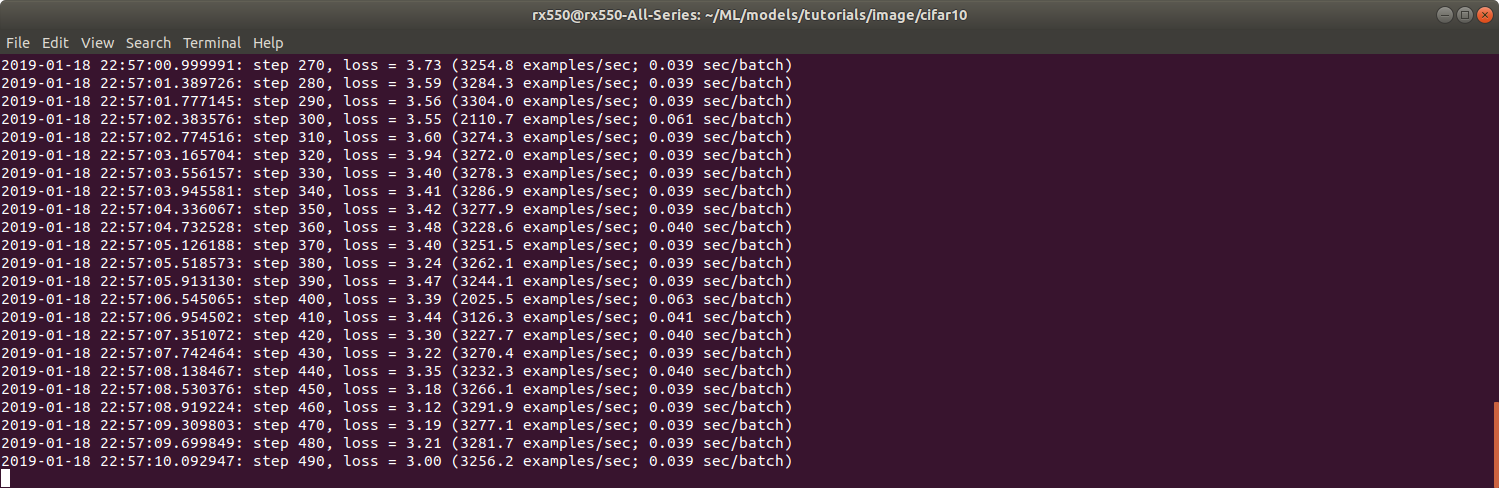 rx550@rx550-All-Series: ~/ML/models/tutorials/image/cifar10
File Edit View Search Terminal Help
2019-01-18 22:57:00.999991: step 270, loss = 3.73 (3254.8 examples/sec; 0.039 sec/batch)
2019-01-18 22:57:01.389726: step 280, loss = 3.59 (3284.3 examples/sec; 0.039 sec/batch)
2019-01-18 22:57:01.777145: step 290, loss = 3.56 (3304.0 examples/sec; 0.039 sec/batch)
2019-01-18 22:57:02.383576: step 300, loss = 3.55 (2110.7 examples/sec; 0.061 sec/batch)
2019-01-18 22:57:02.774516: step 310, loss = 3.60 (3274.3 examples/sec; 0.039 sec/batch)
2019-01-18 22:57:03.165704: step 320, loss = 3.94 (3272.0 examples/sec; 0.039 sec/batch)
2019-01-18 22:57:03.556157: step 330, loss = 3.40 (3278.3 examples/sec; 0.039 sec/batch)
2019-01-18 22:57:03.945581: step 340, loss = 3.41 (3286.9 examples/sec; 0.039 sec/batch)
2019-01-18 22:57:04.336067: step 350, loss = 3.42 (3277.9 examples/sec; 0.039 sec/batch)
2019-01-18 22:57:04.732528: step 360, loss = 3.48 (3228.6 examples/sec; 0.040 sec/batch)
2019-01-18 22:57:05.126188: step 370, loss = 3.40 (3251.5 examples/sec; 0.039 sec/batch)
2019-01-18 22:57:05.518573: step 380, loss = 3.24 (3262.1 examples/sec; 0.039 sec/batch)
2019-01-18 22:57:05.913130: step 390, loss = 3.47 (3244.1 examples/sec; 0.039 sec/batch)
2019-01-18 22:57:06.545065: step 400, loss = 3.39 (2025.5 examples/sec; 0.063 sec/batch)
2019-01-18 22:57:06.954502: step 410, loss = 3.44 (3126.3 examples/sec; 0.041 sec/batch)
2019-01-18 22:57:07.351072: step 420, loss = 3.30 (3227.7 examples/sec; 0.040 sec/batch)
2019-01-18 22:57:07.742464: step 430, loss = 3.22 (3270.4 examples/sec; 0.039 sec/batch)
2019-01-18 22:57:08.138467: step 440, loss = 3.35 (3232.3 examples/sec; 0.040 sec/batch)
2019-01-18 22:57:08.530376: step 450, loss = 3.18 (3266.1 examples/sec; 0.039 sec/batch)
2019-01-18 22:57:08.919224: step 460, loss = 3.12 (3291.9 examples/sec; 0.039 sec/batch)
2019-01-18 22:57:09.309803: step 470, loss = 3.19 (3277.1 examples/sec; 0.039 sec/batch)
2019-01-18 22:57:09.699849: step 480, loss = 3.21 (3281.7 examples/sec; 0.039 sec/batch)
2019-01-18 22:57:10.092947: step 490, loss = 3.00 (3256.2 examples/sec; 0.039 sec/batch)